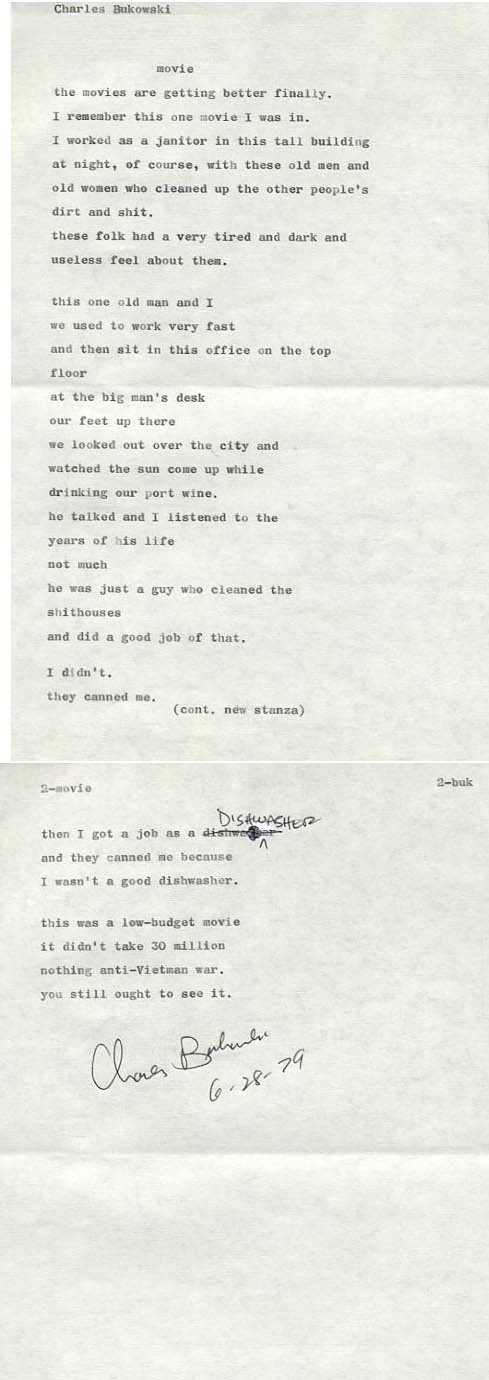 Charles Bukowski
movie
the movies are getting better finally.
I remember this one movie I was in.
I worked as a janitor in this tall building
at night, of course, with these old men and
old women who cleaned up the other people's
dirt and shit.
these folk had a very tired and dark and
useless feel about them.
this one old man and I
we used to work very fast
and then sit in this office on the top
floor
at the big man's desk
our feet up there
we looked out over the city and
watched the sun come up while
drinking our port wine.
he talked and I listened to the
years of his life
not much
he was just a guy who cleaned the
shithouses
and did a good job of that.
I didn't.
they canned me.
(cont. new stanza)
2-movie
2-buk
DISHWASHER
then I got a job as a dishwasher
and they canned me because
I wasn't a good dishwasher.
this was a low-budget movie
it didn't take 30 million
nothing anti-Vietman war.
you still ought to see it.
Charles Bukowski
6-28-79